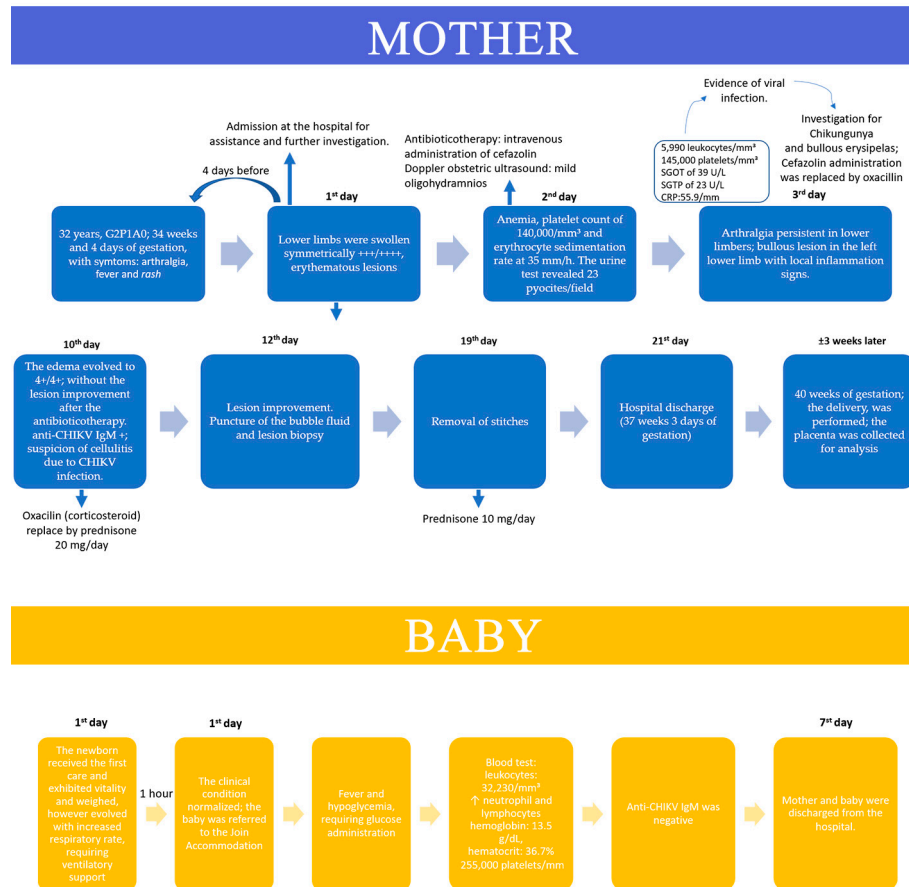 MOTHER
Admission at the hospital for
assistance and further investigation.
4 days before
32 years, G2P1A0; 34 weeks
and 4 days of gestation,
with symtoms: arthralgia,
fever and rash
1st day
Lower limbs were swollen
symmetrically +++/++++,
erythematous lesions
Antibioticotherapy: intravenous
administration of cefazolin
Doppler obstetric ultrasound: mild
oligohydramnios
2nd day
Anemia, platelet count of
140,000/mm³ and
erythrocyte sedimentation
rate at 35 mm/h. The urine
test revealed 23
pyocites/field
Evidence of viral
infection.
5,990 leukocytes/mm³
145,000 platelets/mm³
SGOT of 39 U/L
SGTP of 23 U/L
CRP:55.9/mm
Investigation for
Chikungunya
and bullous erysipelas;
Cefazolin administration
was replaced by oxacillin
3rd day
Arthralgia persistent in lower
limbers; bullous lesion in the left
lower limb with local inflammation
signs.
10th day
The edema evolved to
4+/4+; without the
lesion improvement
after the
antibioticotherapy.
anti-CHIKV IgM +;
suspicion of cellulitis
due to CHIKV
infection.
Oxacilin (corticosteroid)
replace by prednisone
20 mg/day
12th day
Lesion improvement.
Puncture of the bubble fluid
and lesion biopsy
19th day
Removal of stitches
Prednisone 10 mg/day
21st day
Hospital discharge
(37 weeks 3 days of
gestation)
±3 weeks later
40 weeks of gestation;
the delivery, was
performed; the
placenta was collected
for analysis
BABY
1st day
The newborn
received the first
care and
exhibited vitality
and weighed,
however evolved
with increased
respiratory rate,
requiring
ventilatory
support
1 hour
1st day
The clinical
condition
normalized; the
baby was referred
to the Join
Accommodation
Fever and
hypoglycemia,
requiring glucose
administration
Blood test:
leukocytes:
32,230/mm³
↑ neutrophil and
lymphocytes
hemoglobin: 13.5
g/dL,
hematocrit: 36.7%
255,000 platelets/mm
Anti-CHIKV IgM was
negative
7st day
Mother and baby were
discharged from the
hospital.